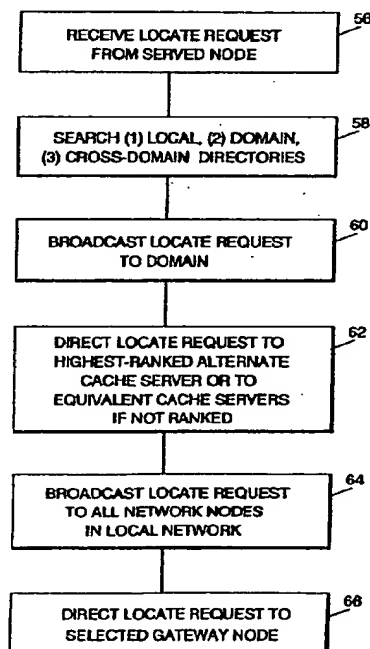 56
RECEIVE LOCATE REQUEST
FROM SERVED NODE
58
SEARCH (1) LOCAL, (2) DOMAIN,
(3) CROSS-DOMAIN DIRECTORIES
60
BROADCAST LOCATE REQUEST
TO DOMAIN
62
DIRECT LOCATE REQUEST TO
HIGHEST-RANKED ALTERNATE
CACHE SERVER OR TO
EQUIVALENT CACHE SERVERS
IF NOT RANKED
64
BROADCAST LOCATE REQUEST
TO ALL NETWORK NODES
IN LOCAL NETWORK
66
DIRECT LOCATE REQUEST TO
SELECTED GATEWAY NODE